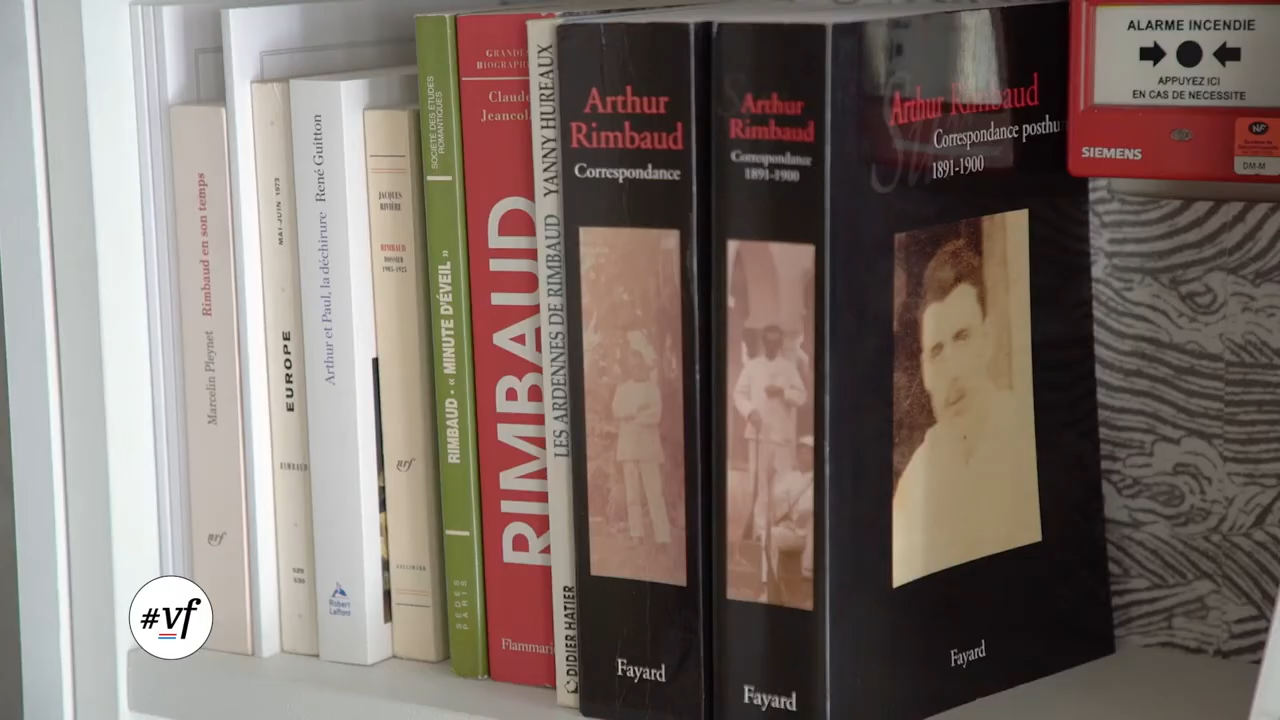 Marcelin Pleynet Rimbaud en son temps
nrf
MAI-JUIN 1973
EUROPE
RIMBAUD
Arthur et Paul, la déchirure René Guitton
Robert
Laffont
JACQUES
RIVIÈRE
RIMBAUD
DOSSIER
1905-1925
nrf
GALLIMARD
SOCIÉTÉ DES ÉTUDES
ROMANTIQUES
RIMBAUD - « MINUTE D'ÉVEIL »
SEDES
PARIS
GRANDES
BIOGRAPH
Claude
Jeancol
RIMBAUD
Flammari
LES ARDENNES DE RIMBAUD YANNY HUREAUX
DIDIER HATIER
Arthur
Rimbaud
Correspondance
Fayard
Arthur
Rimbaud
Correspondance
1891-1900
Fayard
Arthur Rimbaud
Correspondance posthu
1891-1900
Fayard
ALARME INCENDIE
APPUYEZ ICI
EN CAS DE NECESSITE
SIEMENS
NF
DM-M
#vf